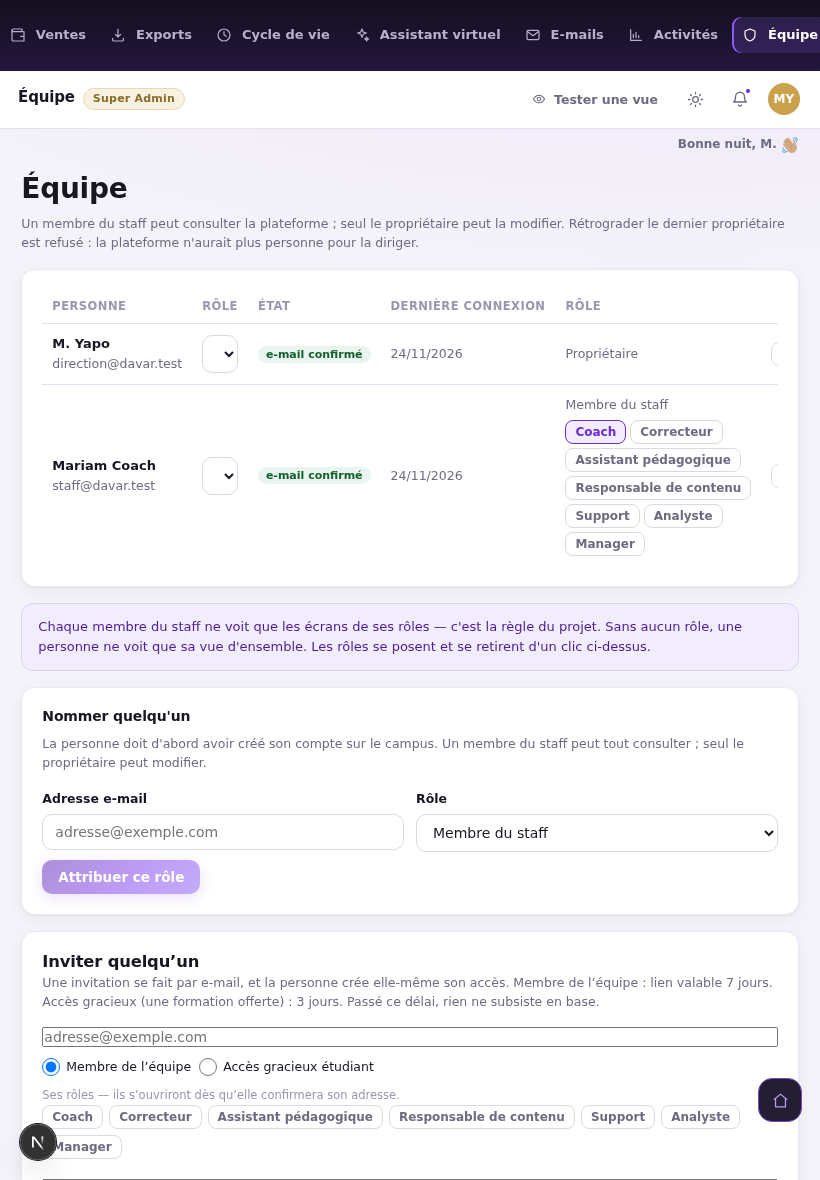 Ventes
Exports
Cycle de vie
Assistant virtuel
E-mails
Activités
Équipe
Équipe
Super Admin
Tester une vue
MY
Bonne nuit, M. 👋🏽
Équipe
Un membre du staff peut consulter la plateforme ; seul le propriétaire peut la modifier. Rétrograder le dernier propriétaire
est refusé : la plateforme n'aurait plus personne pour la diriger.
PERSONNE RÔLE ÉTAT DERNIÈRE CONNEXION RÔLE
M. Yapo
direction@davar.test
e-mail confirmé
24/11/2026
Propriétaire
Mariam Coach
staff@davar.test
e-mail confirmé
24/11/2026
Membre du staff
Coach Correcteur
Assistant pédagogique
Responsable de contenu
Support Analyste
Manager
Chaque membre du staff ne voit que les écrans de ses rôles — c'est la règle du projet. Sans aucun rôle, une
personne ne voit que sa vue d'ensemble. Les rôles se posent et se retirent d'un clic ci-dessus.
Nommer quelqu'un
La personne doit d'abord avoir créé son compte sur le campus. Un membre du staff peut tout consulter ; seul le
propriétaire peut modifier.
Adresse e-mail
Rôle
adresse@exemple.com
Membre du staff
Attribuer ce rôle
Inviter quelqu’un
Une invitation se fait par e-mail, et la personne crée elle-même son accès. Membre de l’équipe : lien valable 7 jours.
Accès gracieux (une formation offerte) : 3 jours. Passé ce délai, rien ne subsiste en base.
adresse@exemple.com
Membre de l’équipe Accès gracieux étudiant
Ses rôles — ils s’ouvriront dès qu’elle confirmera son adresse.
Coach Correcteur Assistant pédagogique Responsable de contenu Support Analyste
Manager